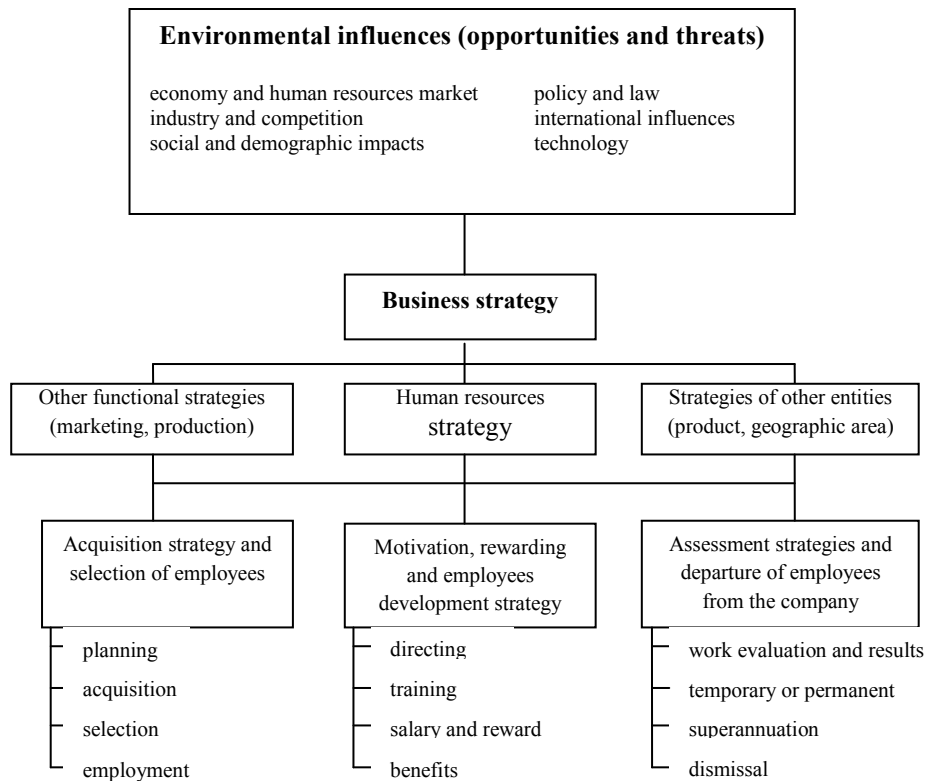 Environmental influences (opportunities and threats)
economy and human resources market
industry and competition
social and demographic impacts
policy and law
international influences
technology
Business strategy
Other functional strategies
(marketing, production)
Human resources
strategy
Strategies of other entities
(product, geographic area)
Acquisition strategy and
selection of employees
Motivation, rewarding
and employees
development strategy
Assessment strategies and
departure of employees
from the company
planning
acquisition
selection
employment
directing
training
salary and reward
benefits
work evaluation and results
temporary or permanent
superannuation
dismissal